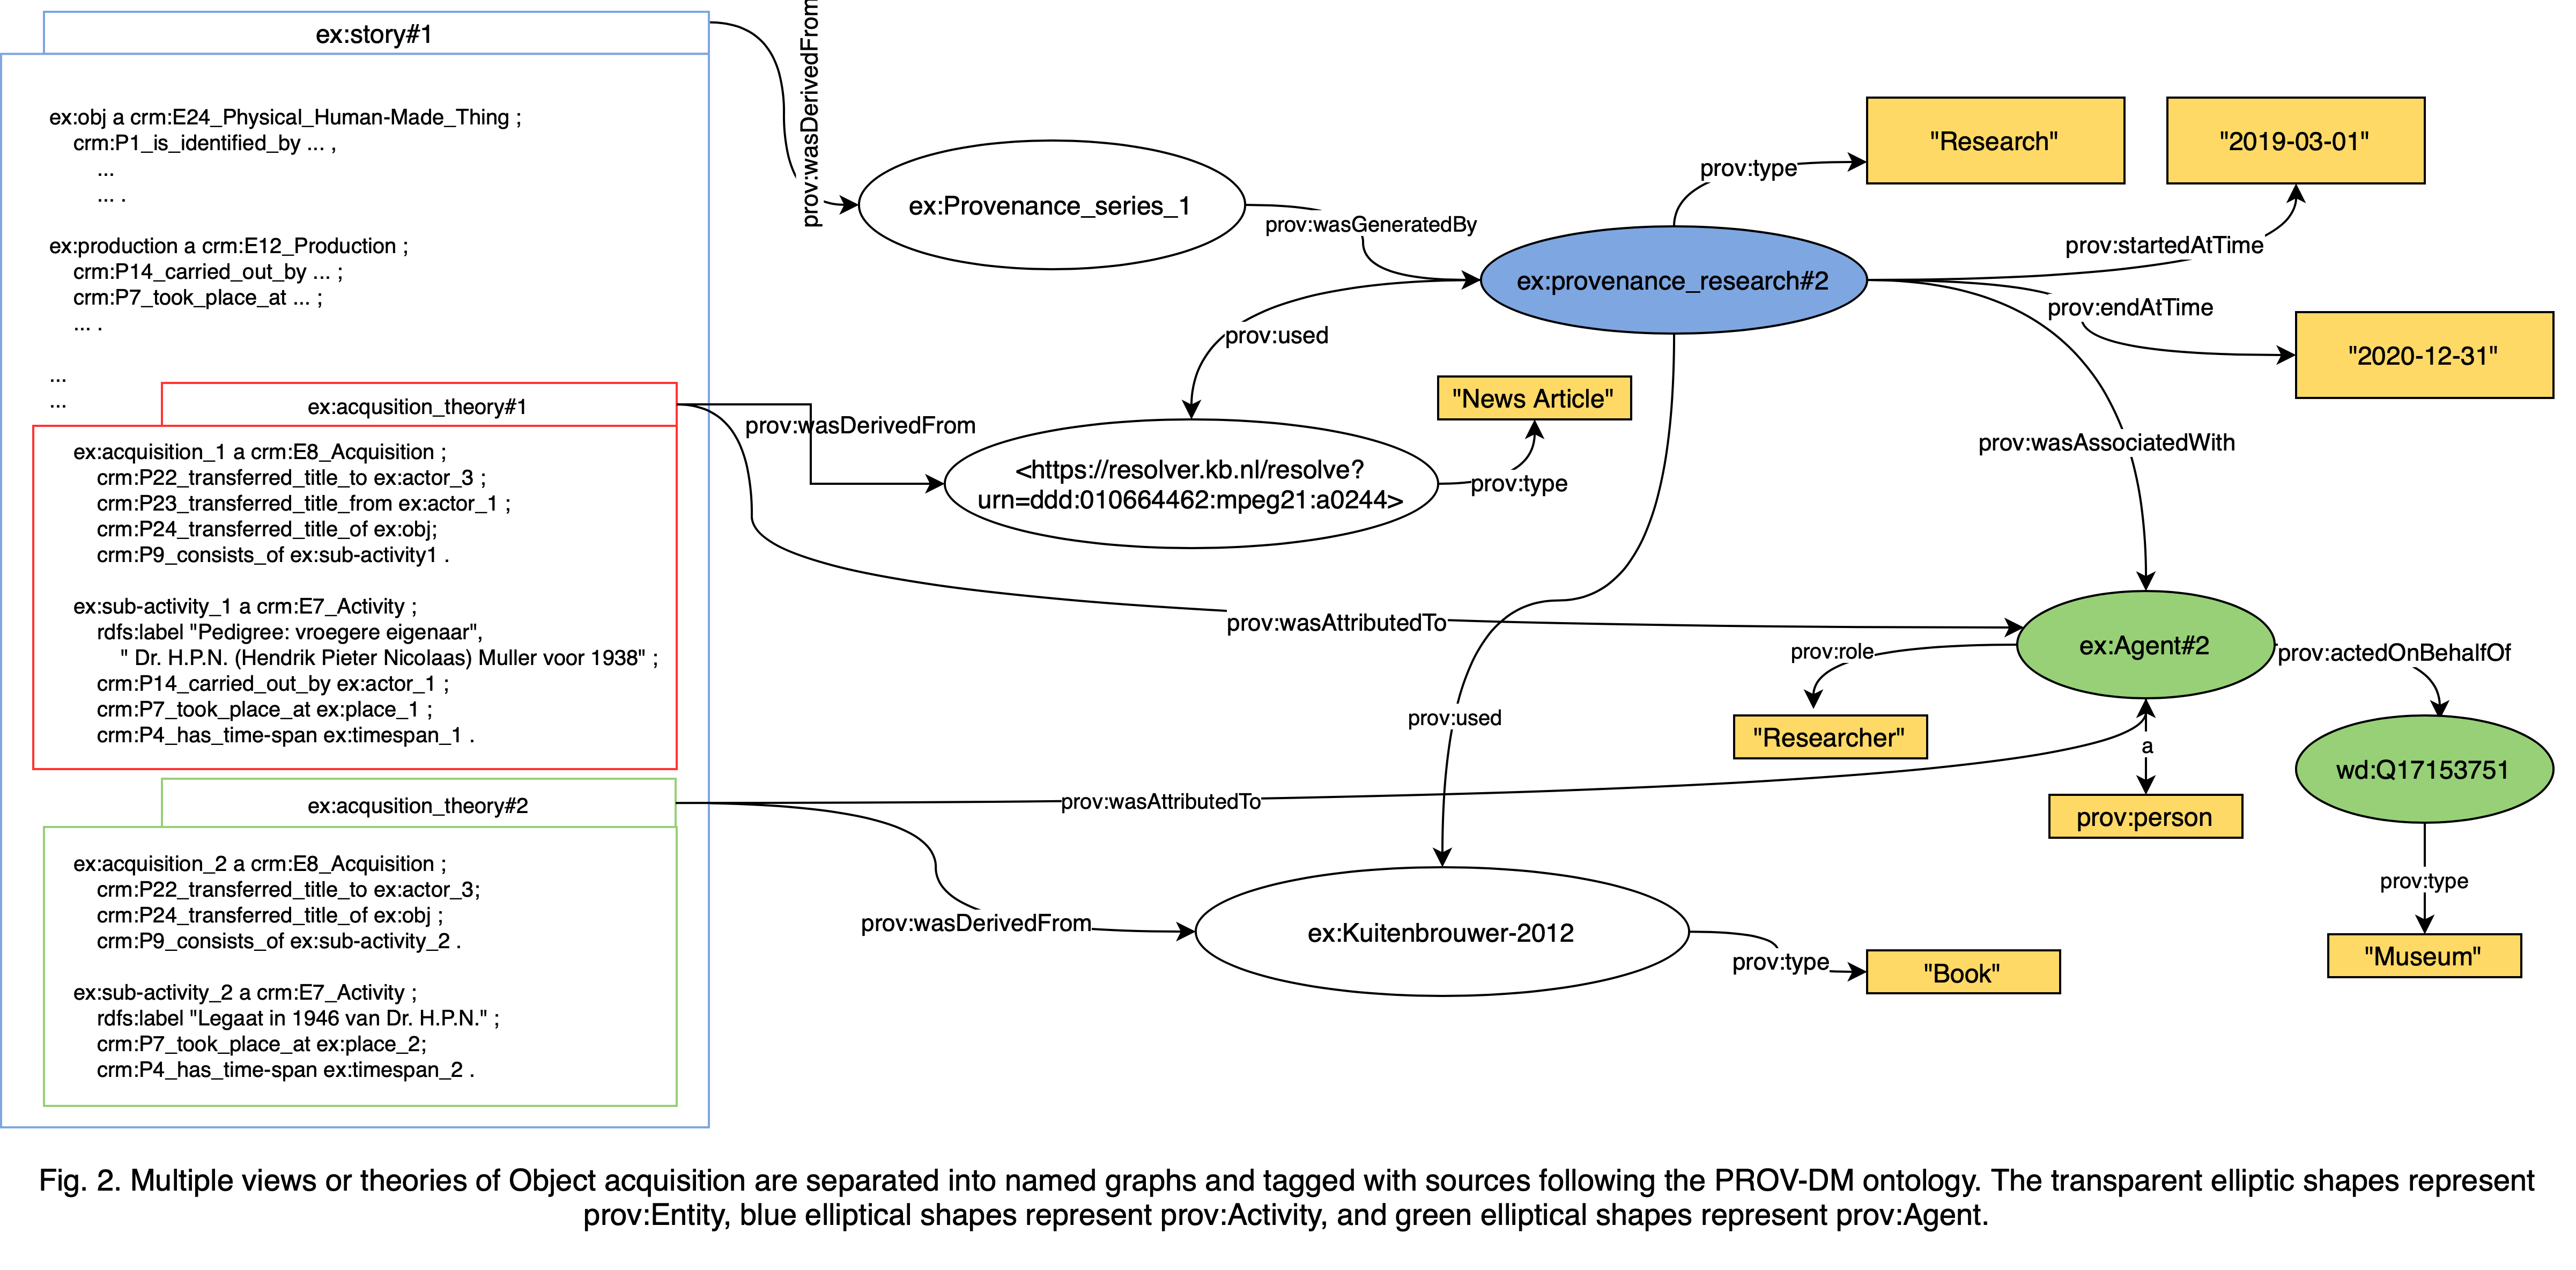 ex:story#1
ex:obj a crm:E24_Physical_Human-Made_Thing ;
crm:P1_is_identified_by ... ,
...
... .
ex:production a crm:E12_Production ;
crm:P14_carried_out_by ... ;
crm:P7_took_place_at ... ;
... .
...
...
ex:acqusition_theory#1
ex:acquisition_1 a crm:E8_Acquisition ;
crm:P22_transferred_title_to ex:actor_3 ;
crm:P23_transferred_title_from ex:actor_1 ;
crm:P24_transferred_title_of ex:obj;
crm:P9_consists_of ex:sub-activity1 .
ex:sub-activity_1 a crm:E7_Activity ;
rdfs:label "Pedigree: vroegere eigenaar",
" Dr. H.P.N. (Hendrik Pieter Nicolaas) Muller voor 1938" ;
crm:P14_carried_out_by ex:actor_1 ;
crm:P7_took_place_at ex:place_1 ;
crm:P4_has_time-span ex:timespan_1 .
ex:acqusition_theory#2
ex:acquisition_2 a crm:E8_Acquisition ;
crm:P22_transferred_title_to ex:actor_3;
crm:P24_transferred_title_of ex:obj ;
crm:P9_consists_of ex:sub-activity_2 .
ex:sub-activity_2 a crm:E7_Activity ;
rdfs:label "Legaat in 1946 van Dr. H.P.N." ;
crm:P7_took_place_at ex:place_2;
crm:P4_has_time-span ex:timespan_2 .
prov:wasDerivedFrom
ex:Provenance_series_1
prov:wasGeneratedBy
ex:provenance_research#2
prov:type
"Research"
"2019-03-01"
prov:startedAtTime
prov:endAtTime
"2020-12-31"
prov:used
"News Article"
prov:wasDerivedFrom
<https://resolver.kb.nl/resolve?
urn=ddd:010664462:mpeg21:a0244>
prov:type
prov:wasAssociatedWith
prov:wasAttributedTo
ex:Agent#2
prov:role
"Researcher"
prov:actedOnBehalfOf
a
prov:person
wd:Q17153751
prov:type
"Museum"
prov:used
prov:wasAttributedTo
prov:wasDerivedFrom
ex:Kuitenbrouwer-2012
prov:type
"Book"
Fig. 2. Multiple views or theories of Object acquisition are separated into named graphs and tagged with sources following the PROV-DM ontology. The transparent elliptic shapes represent
prov:Entity, blue elliptical shapes represent prov:Activity, and green elliptical shapes represent prov:Agent.